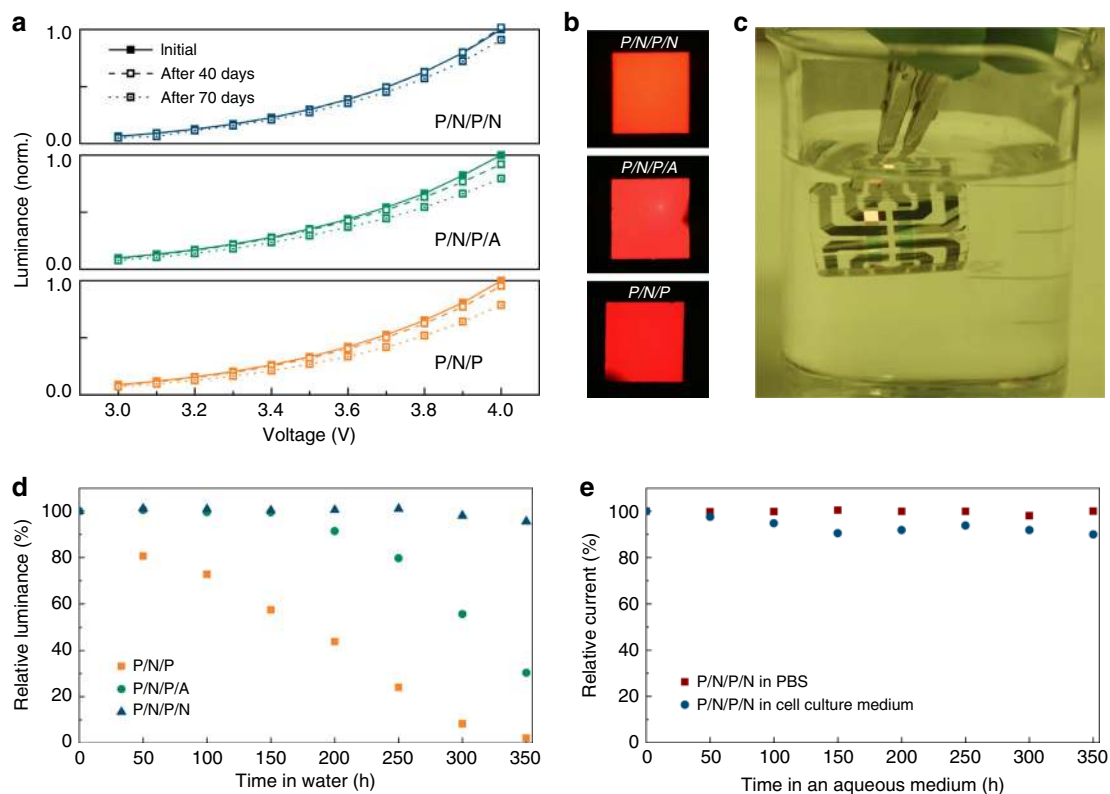 a
b
c
1.0
Initial
After 40 days
After 70 days
P/N/P/N
0.0
1.0
P/N/P/A
0.0
1.0
P/N/P
0.0
Luminance (norm.)
3.0 3.2 3.4 3.6 3.8 4.0
Voltage (V)
P/N/P/N
P/N/P/A
P/N/P
d
100
80
60
40
20
0
Relative luminance (%)
P/N/P
P/N/P/A
P/N/P/N
0 50 100 150 200 250 300 350
Time in water (h)
e
100
80
60
40
20
0
Relative current (%)
P/N/P/N in PBS
P/N/P/N in cell culture medium
0 50 100 150 200 250 300 350
Time in an aqueous medium (h)